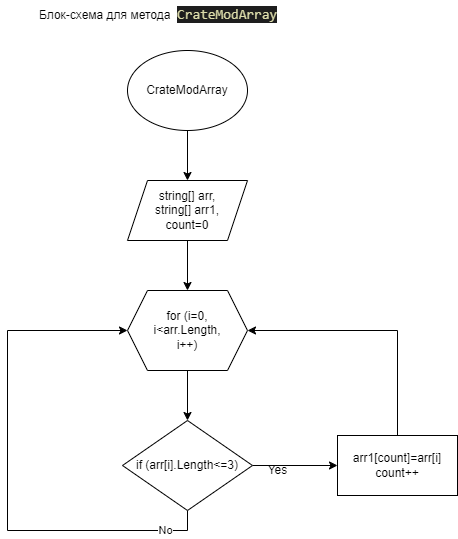 Блок-схема для метода CrateModArray
CrateModArray
string[] arr,
string[] arr1,
count=0
for (i=0,
i<arr.Length,
i++)
if (arr[i].Length<=3)
Yes
arr1[count]=arr[i]
count++
No